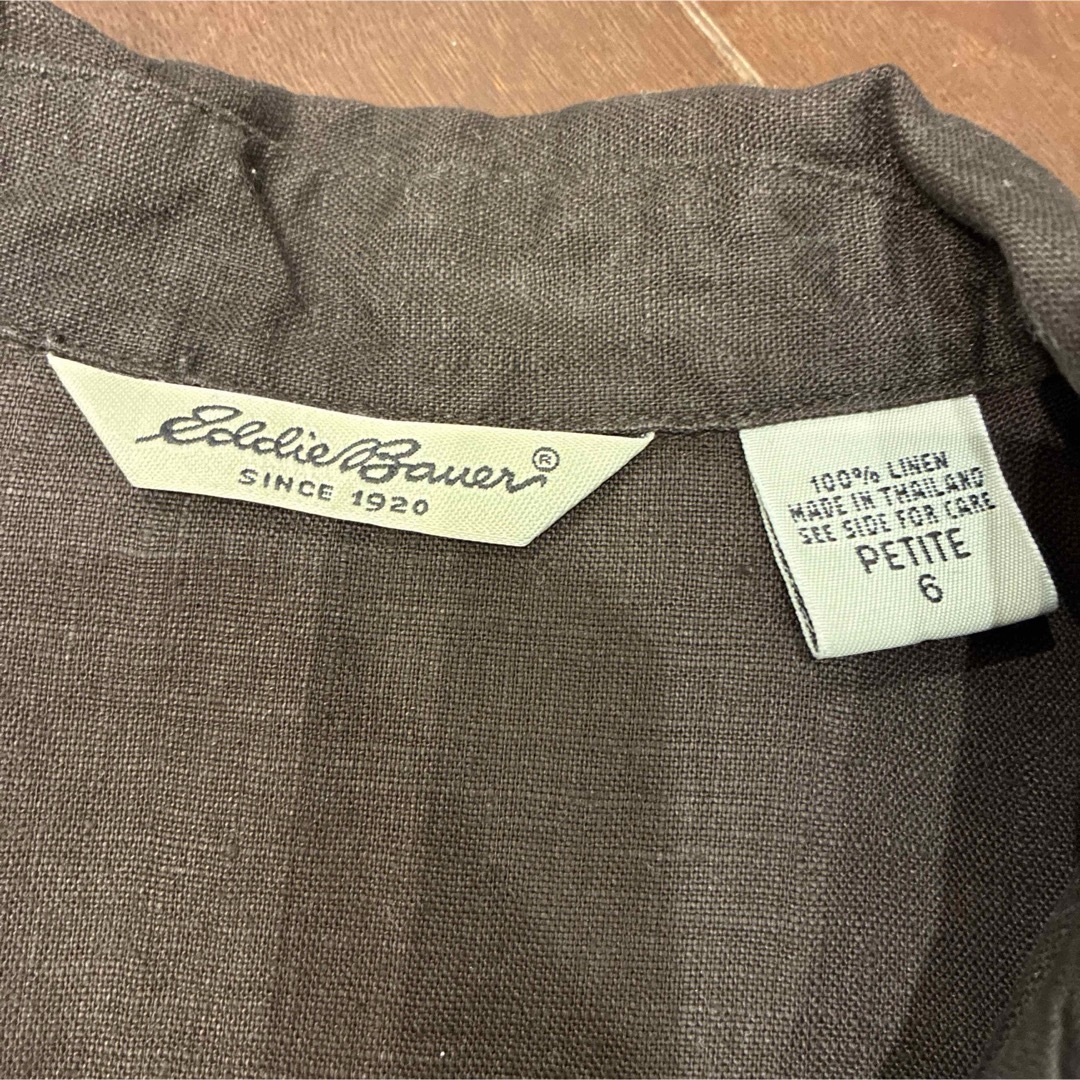 Eddie Bauer®
SINCE 1920
100% LINEN
MADE IN THAILAND
SEE SIDE FOR CARE
PETITE
6